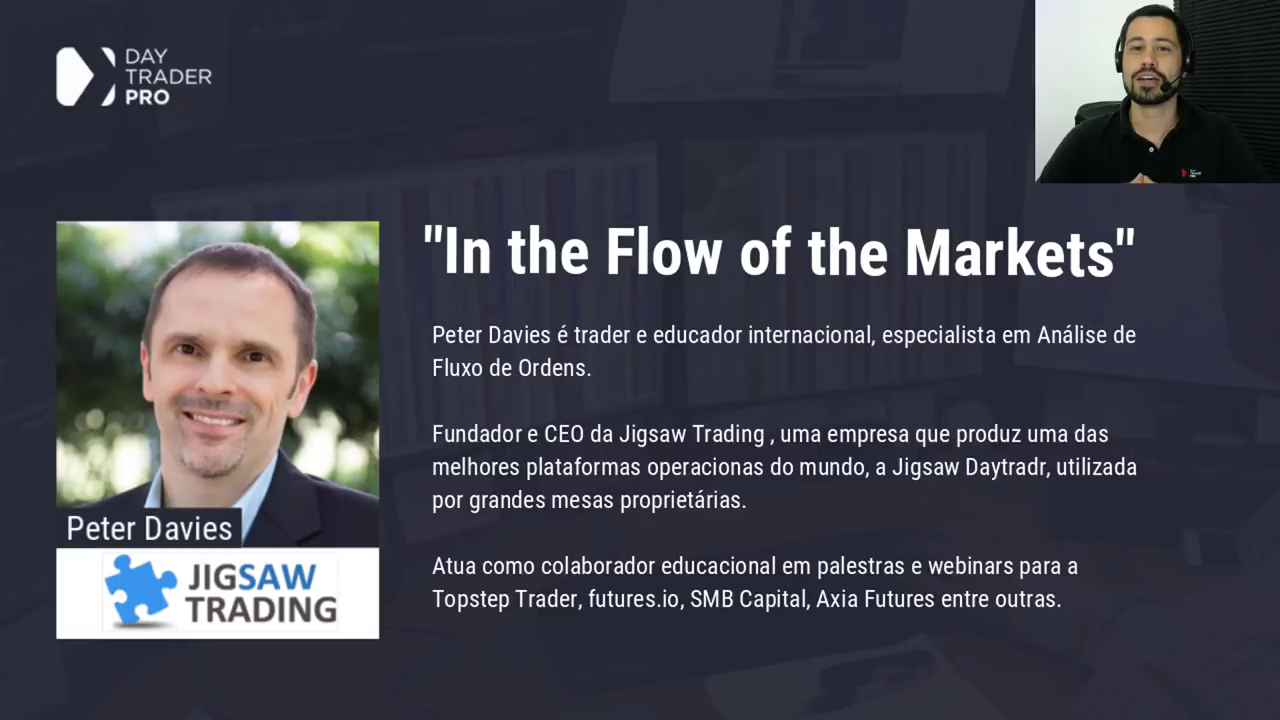 DAY
TRADER
PRO
"In the Flow of the Markets"
Peter Davies é trader e educador internacional, especialista em Análise de
Fluxo de Ordens.
Fundador e CEO da Jigsaw Trading , uma empresa que produz uma das
melhores plataformas operacionas do mundo, a Jigsaw Daytradr, utilizada
por grandes mesas proprietárias.
Atua como colaborador educacional em palestras e webinars para a
Topstep Trader, futures.io, SMB Capital, Axia Futures entre outras.
Peter Davies
JIGSAW
TRADING